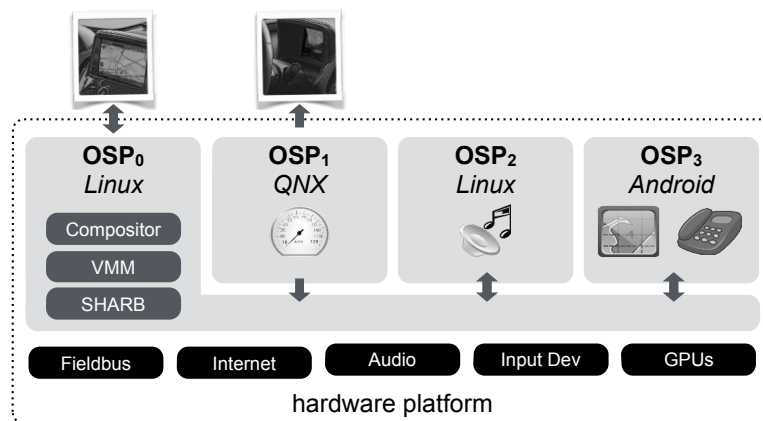 OSP0
Linux
OSP1
QNX
OSP2
Linux
OSP3
Android
Compositor
VMM
SHARB
Fieldbus
Internet
Audio
Input Dev
GPUs
hardware platform